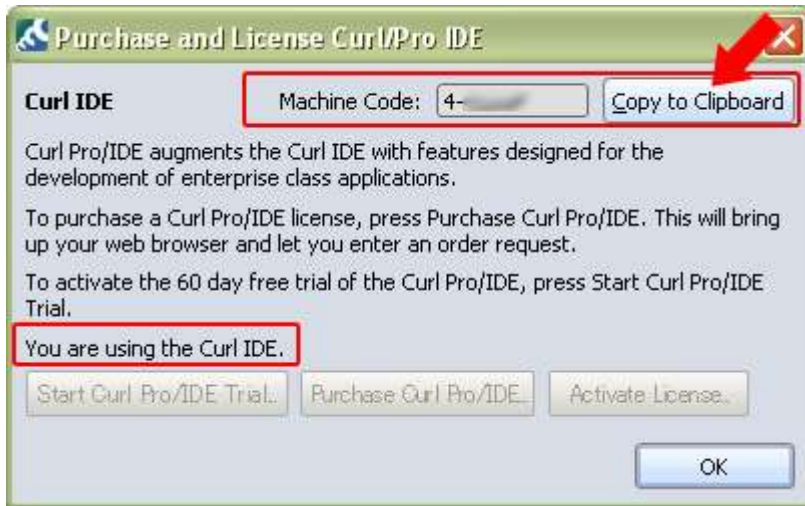 Purchase and License Curl/Pro IDE
Curl IDE Machine Code: 4- Copy to Clipboard
Curl Pro/IDE augments the Curl IDE with features designed for the
development of enterprise class applications.
To purchase a Curl Pro/IDE license, press Purchase Curl Pro/IDE. This will bring
up your web browser and let you enter an order request.
To activate the 60 day free trial of the Curl Pro/IDE, press Start Curl Pro/IDE
Trial.
You are using the Curl IDE.
Start Curl Pro/IDE Trial.. Purchase Curl Pro/IDE.. Activate License..
OK